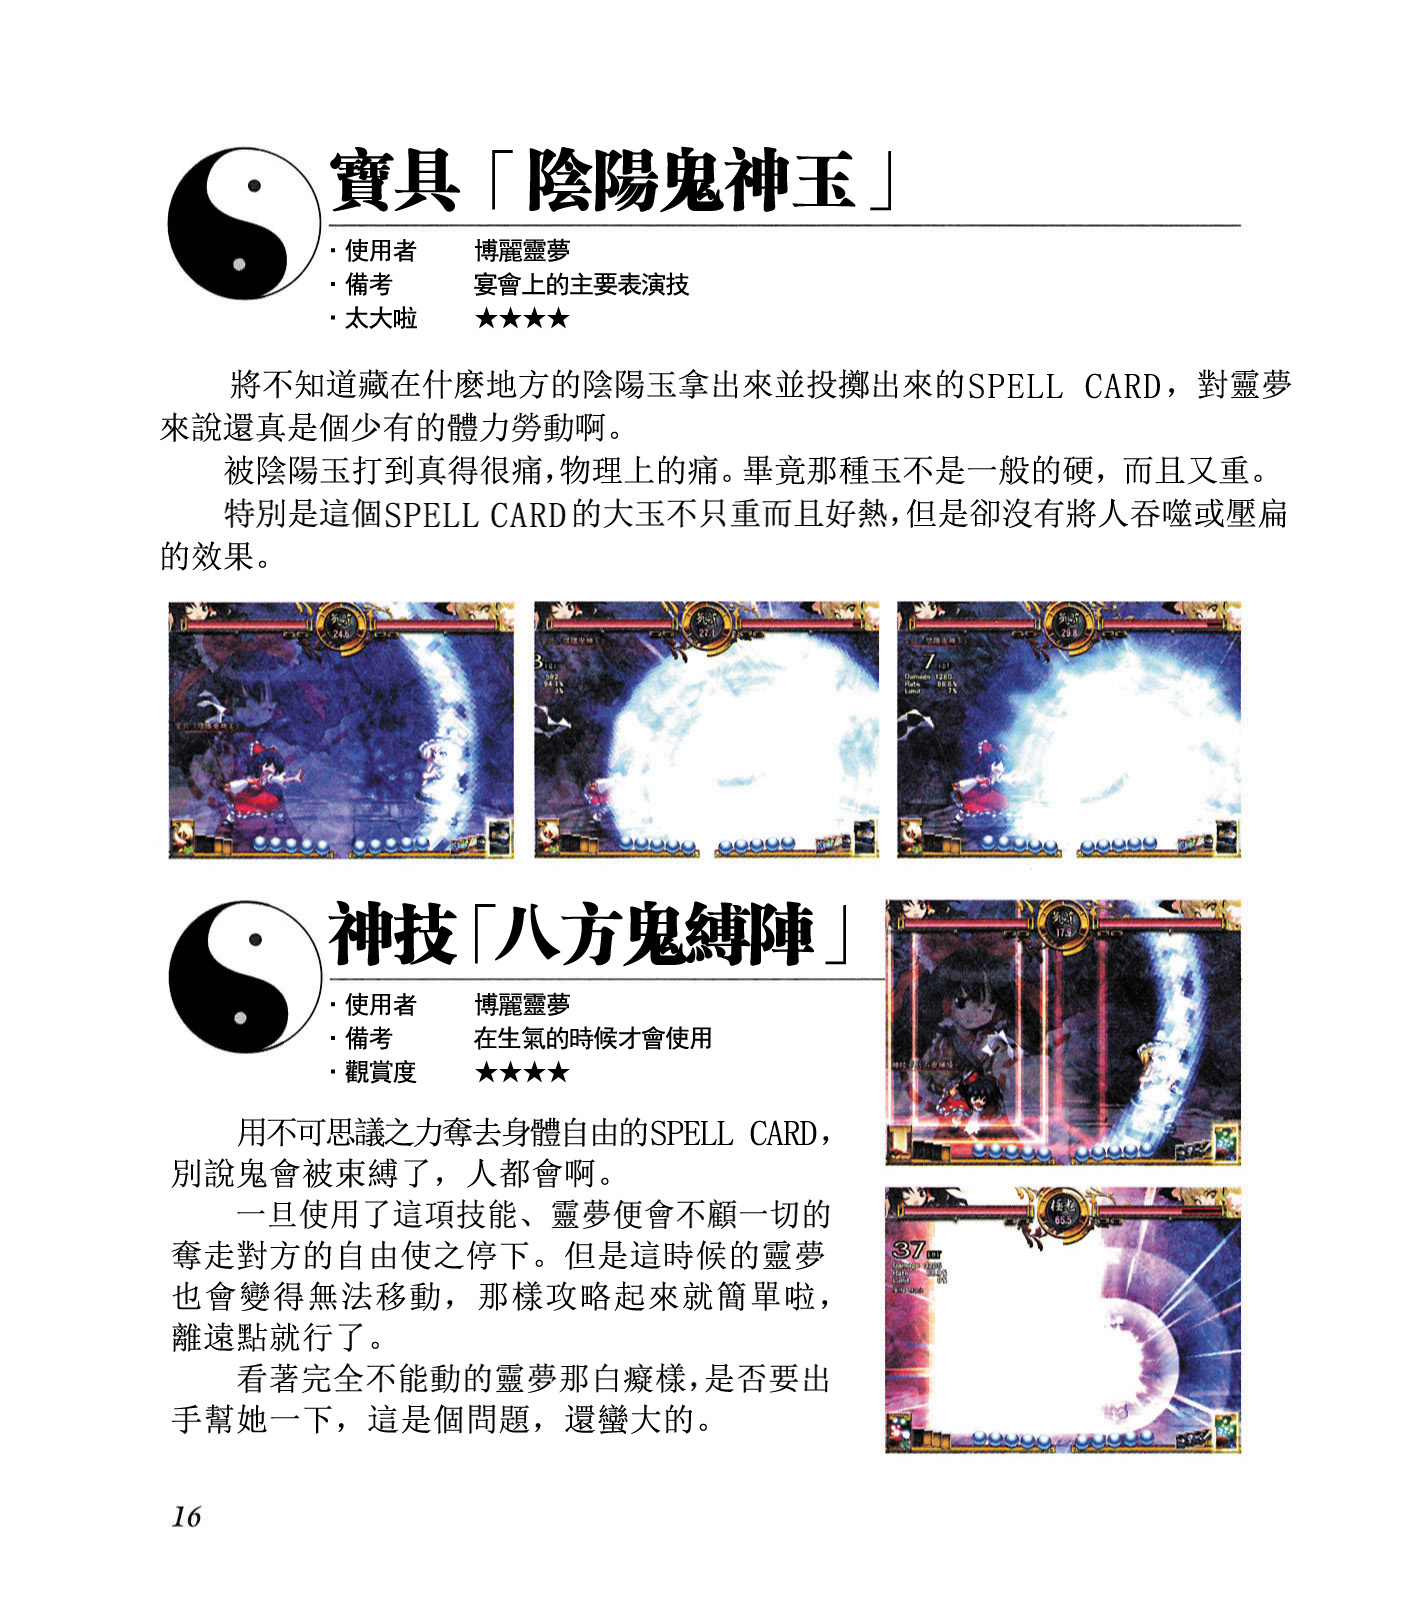 寶具「陰陽鬼神玉」
·使用者 博麗靈夢
·備考 宴會上的主要表演技
·太大啦 ★★★★
將不知道藏在什麽地方的陰陽玉拿出來並投擲出來的SPELL CARD，對靈夢
來說還真是個少有的體力勞動啊。
被陰陽玉打到真得很痛，物理上的痛。畢竟那種玉不是一般的硬，而且又重。
特別是這個SPELL CARD的大玉不只重而且好熱，但是卻沒有將人吞噬或壓扁
的效果。
24.6
27.1
29.8
7
Damage 1280
神技「八方鬼縛陣」
·使用者 博麗靈夢
·備考 在生氣的時候才會使用
·觀賞度 ★★★★
用不可思議之力奪去身體自由的SPELL CARD，
別說鬼會被束縛了，人都會啊。
一旦使用了這項技能、靈夢便會不顧一切的
奪走對方的自由使之停下。但是這時候的靈夢
也會變得無法移動，那樣攻略起來就簡單啦，
離遠點就行了。
看著完全不能動的靈夢那白癡樣，是否要出
手幫她一下，這是個問題，還蠻大的。
17.9
65.5
37
16